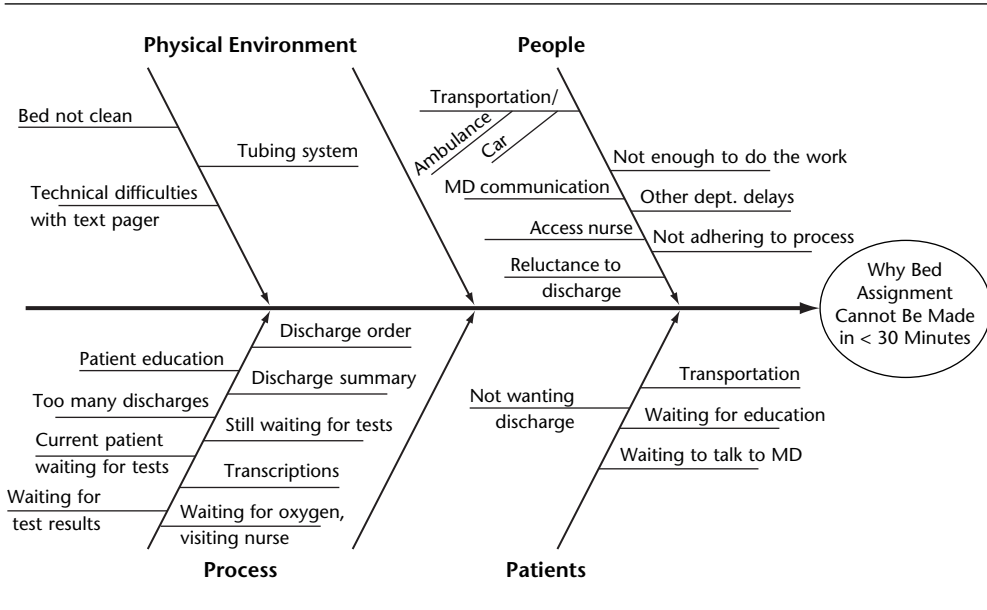 Physical Environment
People
Bed not clean
Tubing system
Technical difficulties
with text pager
Transportation/
Ambulance
Car
MD communication
Access nurse
Reluctance to
discharge
Not enough to do the work
Other dept. delays
Not adhering to process
Why Bed
Assignment
Cannot Be Made
in < 30 Minutes
Discharge order
Patient education
Discharge summary
Too many discharges
Still waiting for tests
Current patient
waiting for tests
Transcriptions
Waiting for
test results
Waiting for oxygen,
visiting nurse
Not wanting
discharge
Transportation
Waiting for education
Waiting to talk to MD
Process
Patients